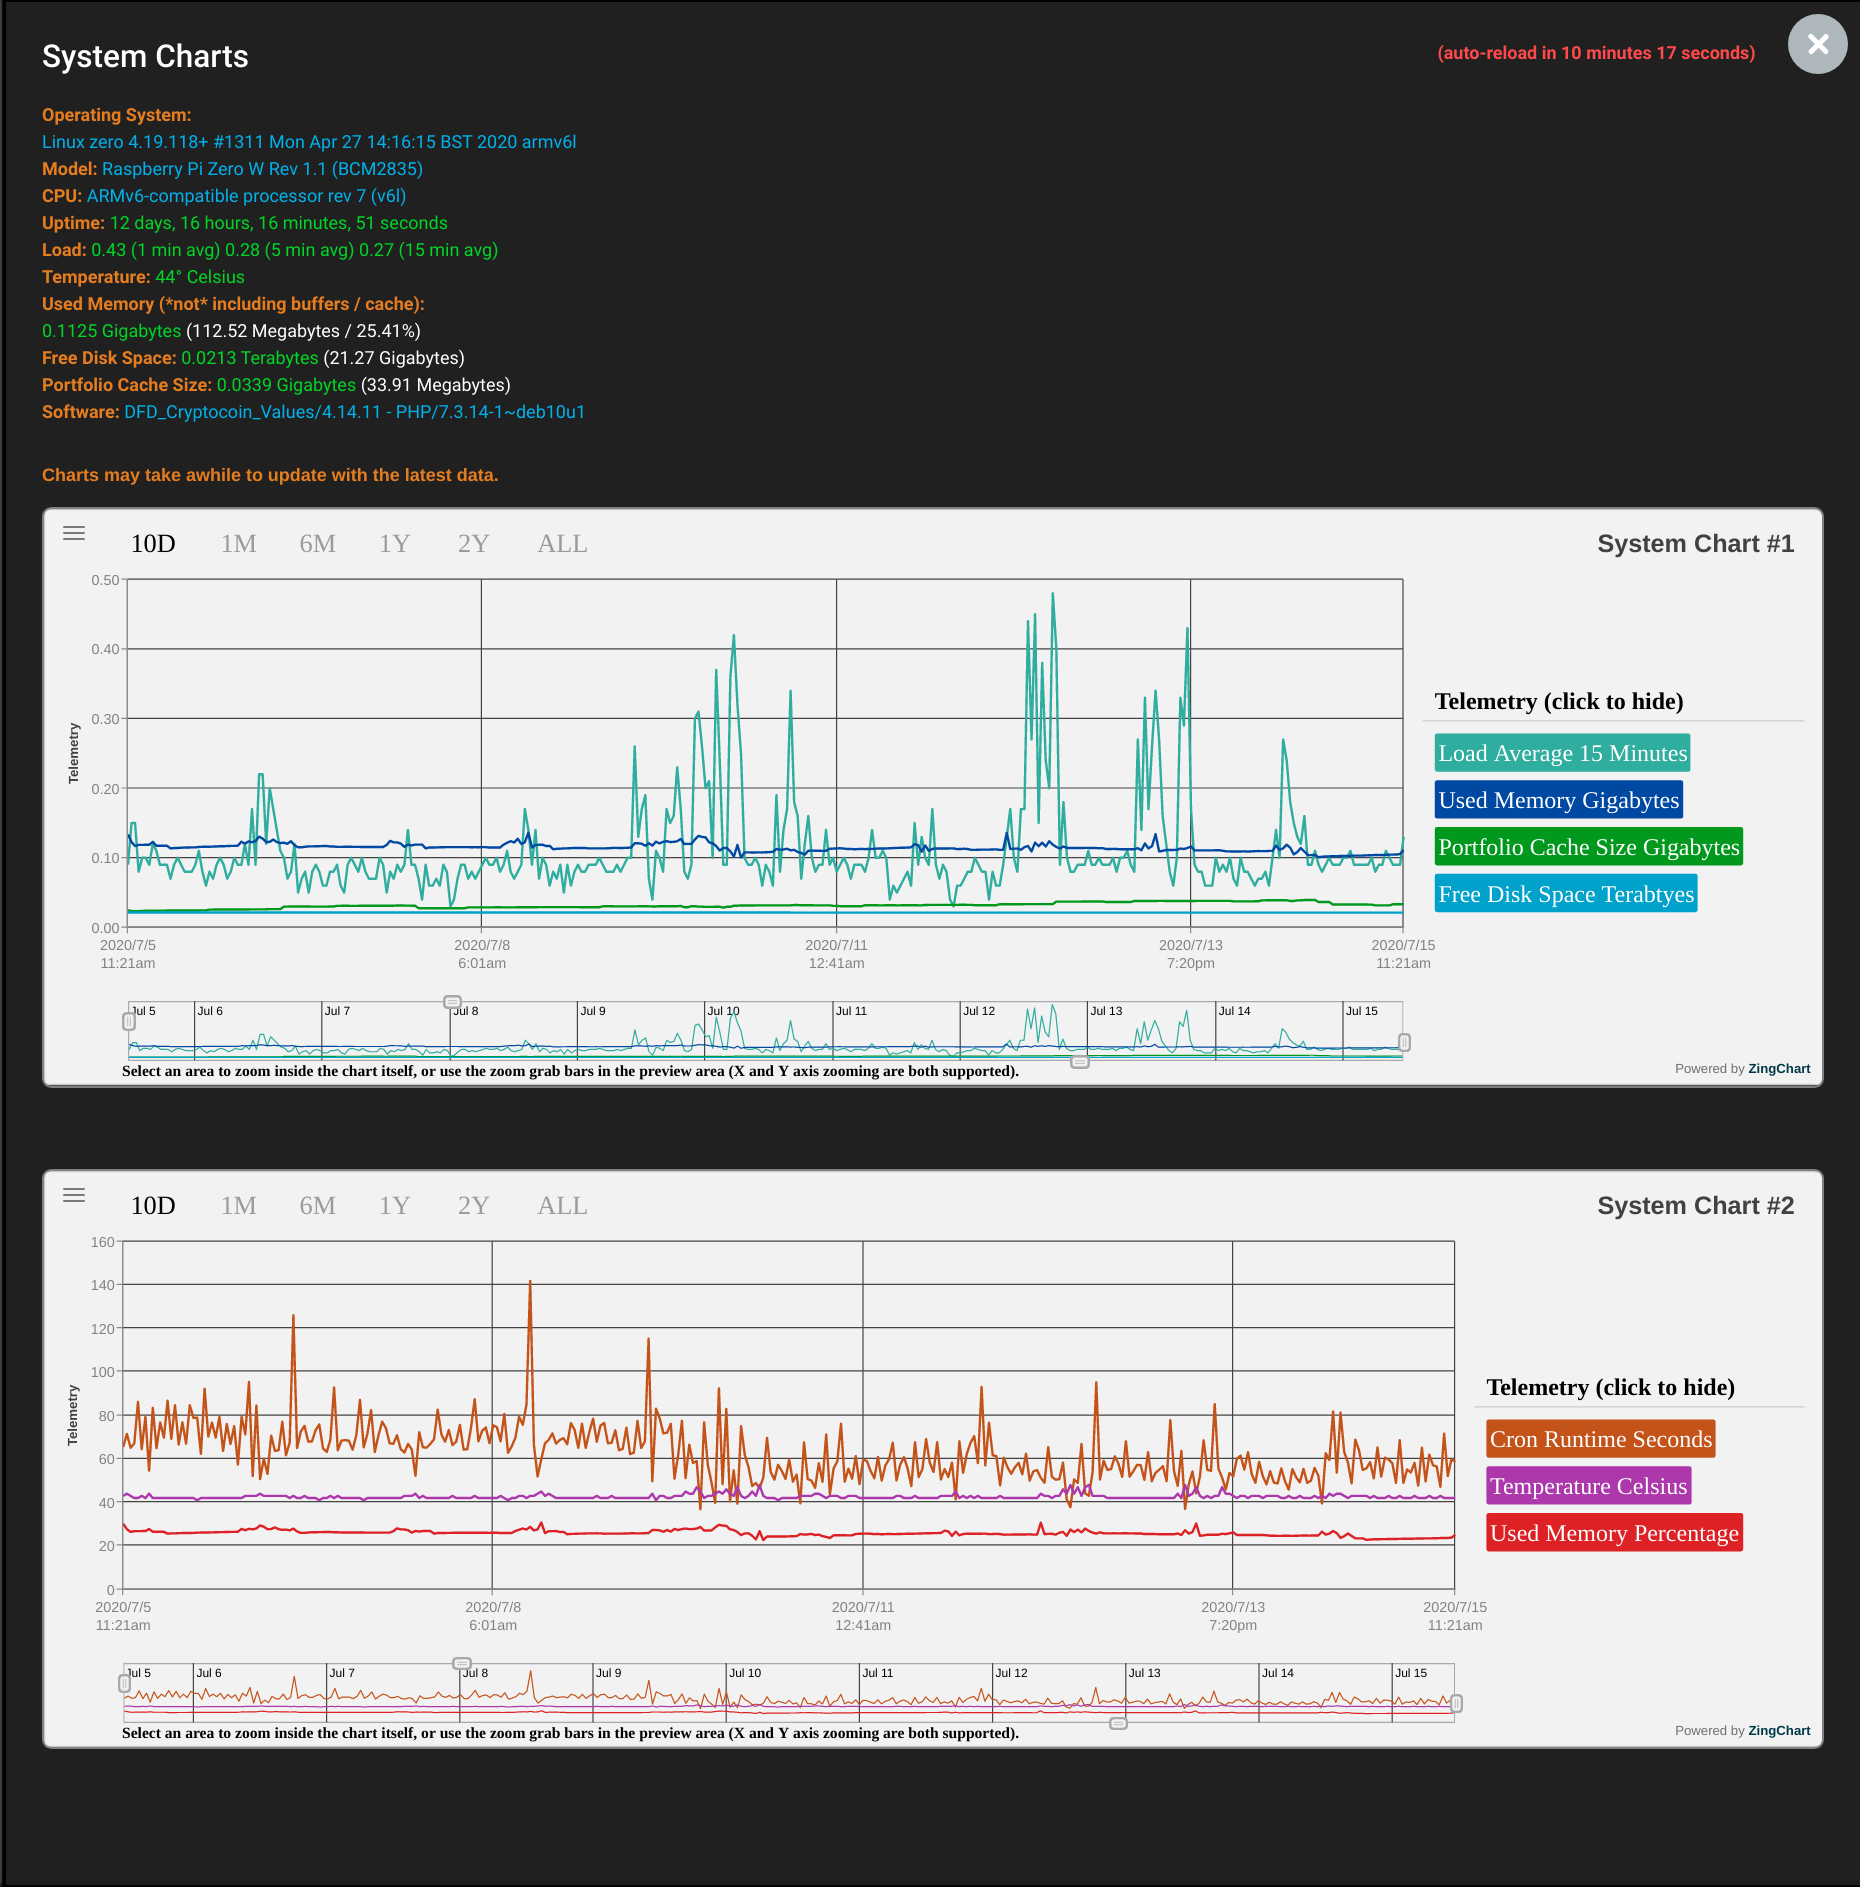 System Charts
(auto-reload in 10 minutes 17 seconds)
Operating System:
Linux zero 4.19.118+ #1311 Mon Apr 27 14:16:15 BST 2020 armv6l
Model: Raspberry Pi Zero W Rev 1.1 (BCM2835)
CPU: ARMv6-compatible processor rev 7 (v6l)
Uptime: 12 days, 16 hours, 16 minutes, 51 seconds
Load: 0.43 (1 min avg) 0.28 (5 min avg) 0.27 (15 min avg)
Temperature: 44° Celsius
Used Memory (*not* including buffers / cache):
0.1125 Gigabytes (112.52 Megabytes / 25.41%)
Free Disk Space: 0.0213 Terabytes (21.27 Gigabytes)
Portfolio Cache Size: 0.0339 Gigabytes (33.91 Megabytes)
Software: DFD_Cryptocoin_Values/4.14.11 - PHP/7.3.14-1~deb10u1
Charts may take awhile to update with the latest data.
10D 1M 6M 1Y 2Y ALL
System Chart #1
0.50
0.40
0.30
0.20
0.10
0.00
Telemetry
2020/7/5 2020/7/8 2020/7/11 2020/7/13 2020/7/15
11:21am 6:01am 12:41am 7:20pm 11:21am
Telemetry (click to hide)
Load Average 15 Minutes
Used Memory Gigabytes
Portfolio Cache Size Gigabytes
Free Disk Space Terabtyes
Jul 5 Jul 6 Jul 7 Jul 8 Jul 9 Jul 10 Jul 11 Jul 12 Jul 13 Jul 14 Jul 15
Select an area to zoom inside the chart itself, or use the zoom grab bars in the preview area (X and Y axis zooming are both supported).
Powered by ZingChart
10D 1M 6M 1Y 2Y ALL
System Chart #2
160
140
120
100
80
60
40
20
0
Telemetry
2020/7/5 2020/7/8 2020/7/11 2020/7/13 2020/7/15
11:21am 6:01am 12:41am 7:20pm 11:21am
Telemetry (click to hide)
Cron Runtime Seconds
Temperature Celsius
Used Memory Percentage
Jul 5 Jul 6 Jul 7 Jul 8 Jul 9 Jul 10 Jul 11 Jul 12 Jul 13 Jul 14 Jul 15
Select an area to zoom inside the chart itself, or use the zoom grab bars in the preview area (X and Y axis zooming are both supported).
Powered by ZingChart